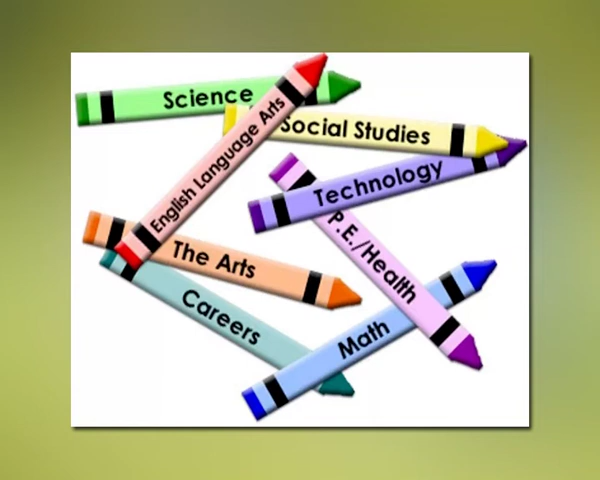 Science
English Language Arts
Social Studies
Technology
P.E./Health
The Arts
Careers
Math